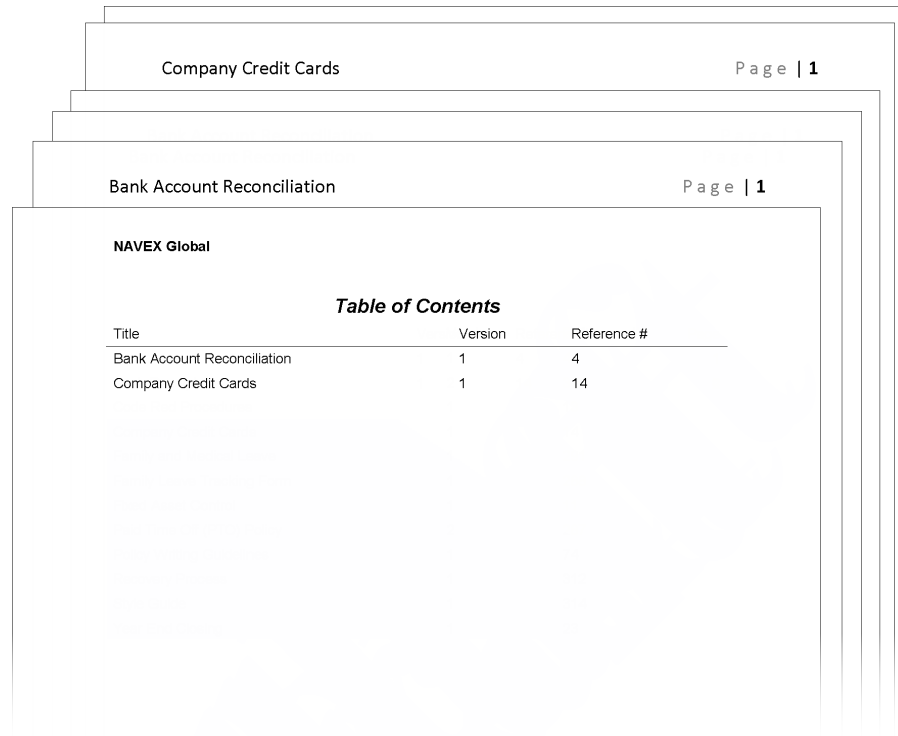 Company Credit Cards Page | 1
Bank Account Reconciliation Page | 1
NAVEX Global
Table of Contents
Title Version Reference #
Bank Account Reconciliation 1 4
Company Credit Cards 1 14